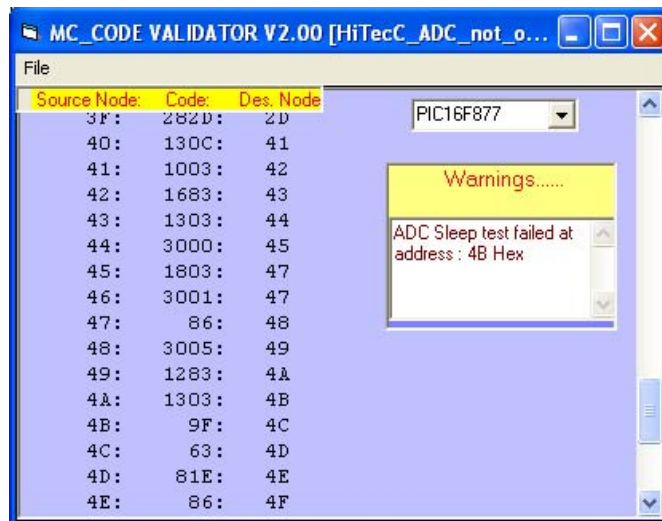 MC_CODE VALIDATOR V2.00 [HiTecC_ADC_not_o...
File
Source Node: Code: Des. Node
3F: 282D: 2D
40: 130C: 41
41: 1003: 42
42: 1683: 43
43: 1303: 44
44: 3000: 45
45: 1803: 47
46: 3001: 47
47: 86: 48
48: 3005: 49
49: 1283: 4A
4A: 1303: 4B
4B: 9F: 4C
4C: 63: 4D
4D: 81E: 4E
4E: 86: 4F
PIC16F877
Warnings......
ADC Sleep test failed at
address : 4B Hex